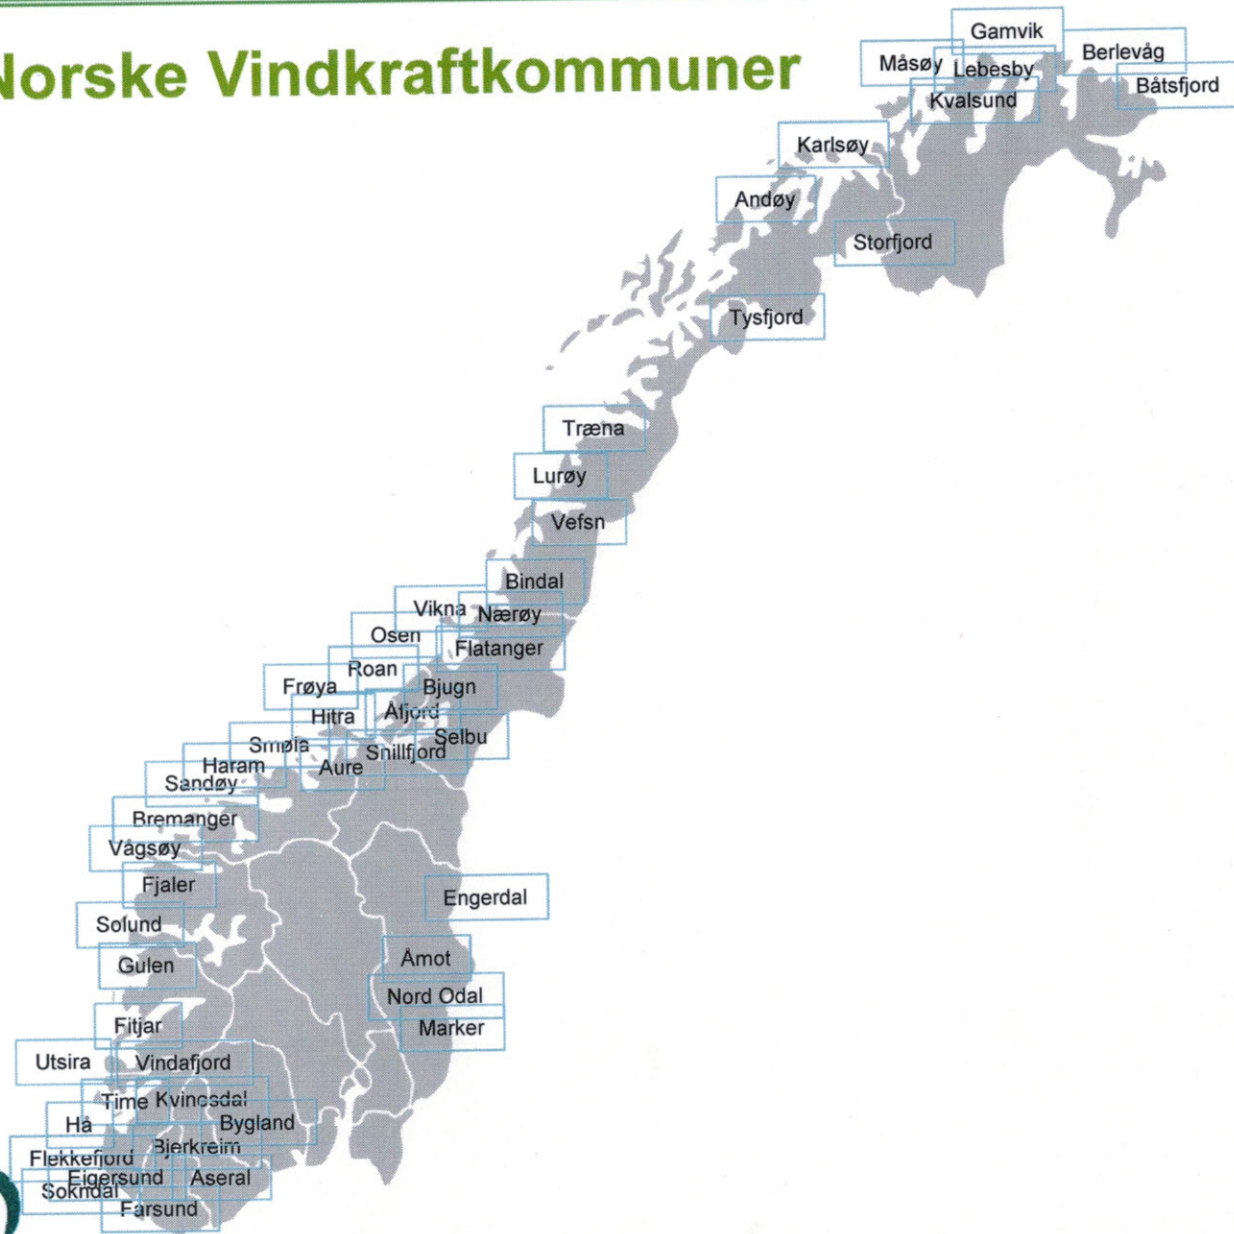 Norske Vindkraftkommuner
Gamvik
Berlevåg
Måsøy
Lebesby
Båtsfjord
Kvalsund
Karlsøy
Andøy
Storfjord
Tysfjord
Træna
Lurøy
Vefsn
Bindal
Vikna
Nærøy
Osen
Flatanger
Roan
Frøya
Bjugn
Hitra
Åfjord
Selbu
Smøla
Snillfjord
Haram
Aure
Sandøy
Bremanger
Vågsøy
Fjaler
Engerdal
Solund
Åmot
Gulen
Nord Odal
Fitjar
Marker
Utsira
Vindafjord
Time
Kvinesdal
Hå
Bygland
Bjerkreim
Flekkefjord
Eigersund
Åseral
Sokndal
Farsund